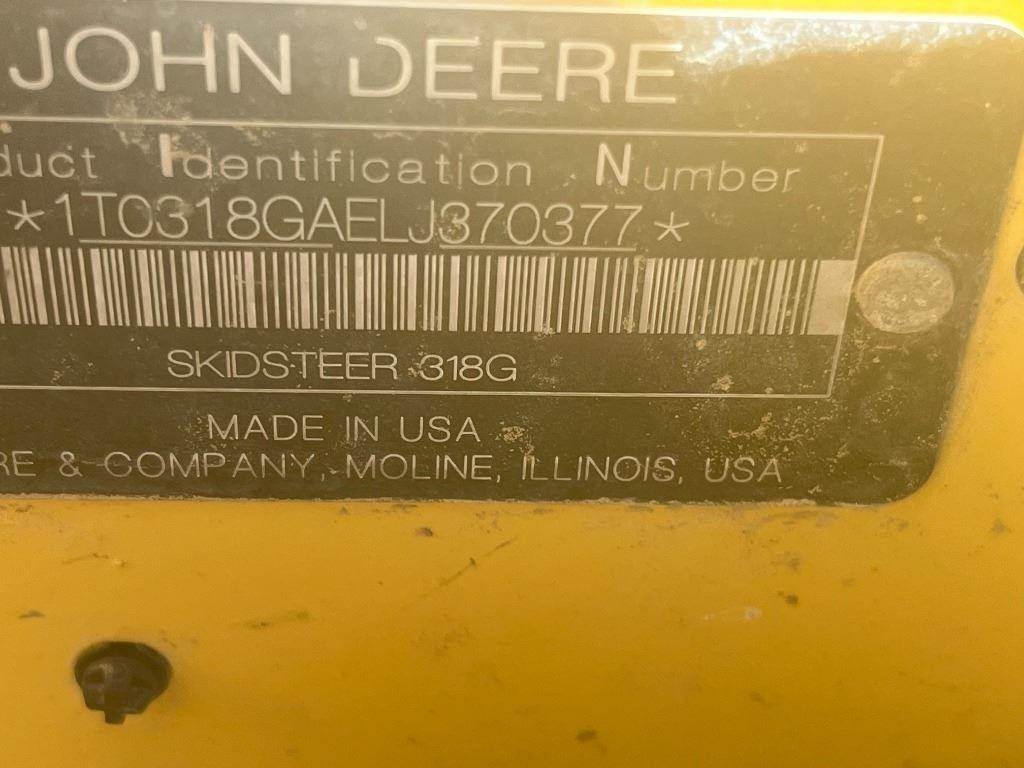 JOHN DEERE
duct Identification Number
*1T0318GAELJ370377*
SKIDSTEER 318G
MADE IN USA
RE & COMPANY, MOLINE, ILLINOIS, USA